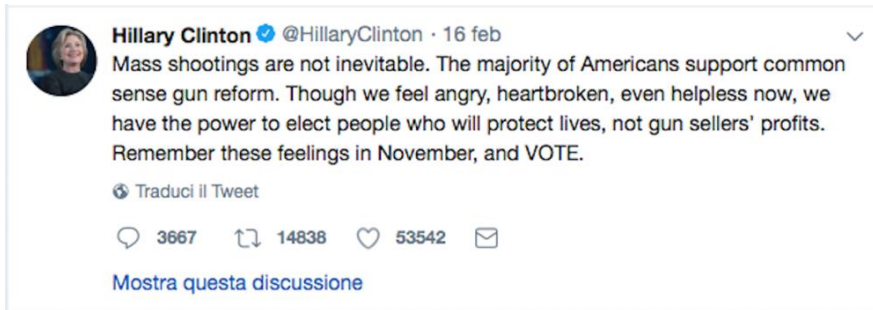 Hillary Clinton @HillaryClinton · 16 feb
Mass shootings are not inevitable. The majority of Americans support common
sense gun reform. Though we feel angry, heartbroken, even helpless now, we
have the power to elect people who will protect lives, not gun sellers' profits.
Remember these feelings in November, and VOTE.
Traduci il Tweet
3667 14838 53542
Mostra questa discussione